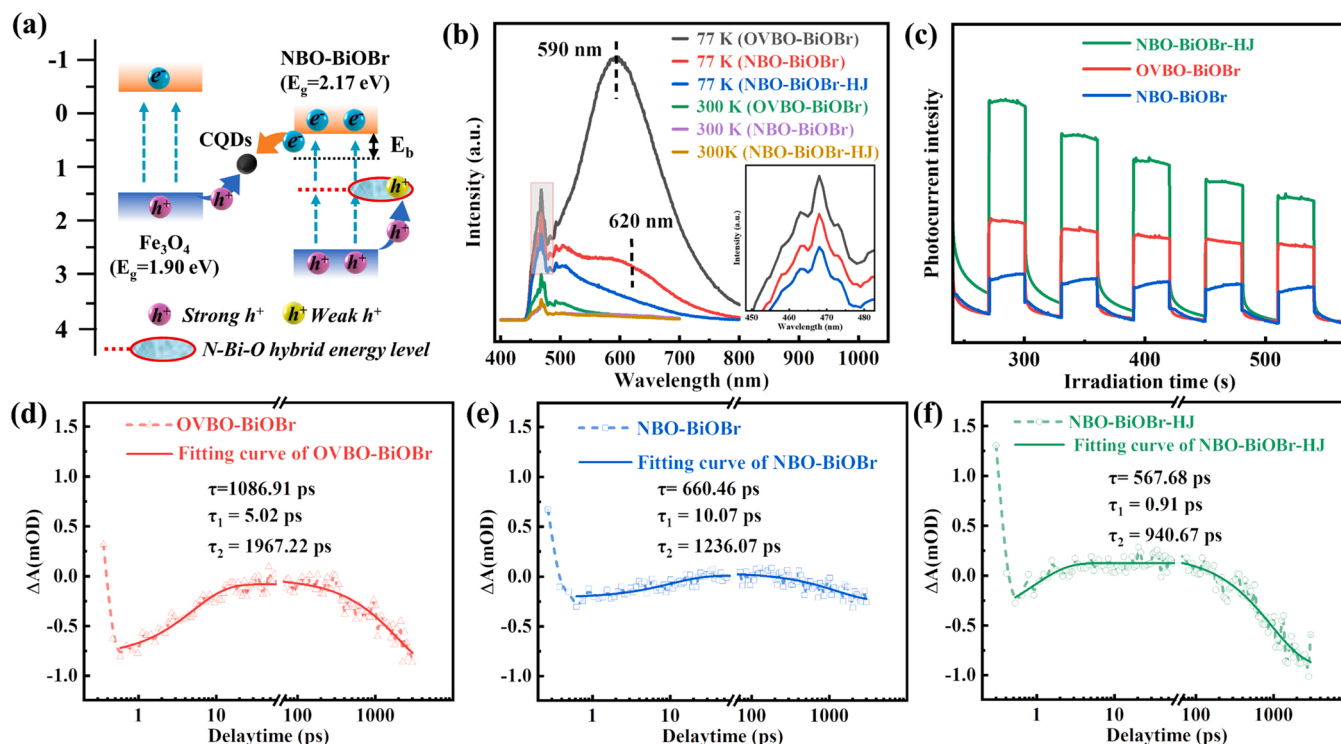 (a)
-1
0
1
2
3
4
e⁻
h⁺
Fe₃O₄
(E_g=1.90 eV)
CQDs
h⁺
NBO-BiOBr
(E_g=2.17 eV)
e⁻
e⁻
e⁻
E_b
h⁺
h⁺
h⁺
h⁺
h⁺ Strong h⁺
h⁺ Weak h⁺
N-Bi-O hybrid energy level
(b)
Intensity (a.u.)
590 nm
620 nm
77 K (OVBO-BiOBr)
77 K (NBO-BiOBr)
77 K (NBO-BiOBr-HJ
300 K (OVBO-BiOBr)
300 K (NBO-BiOBr)
300K (NBO-BiOBr-HJ)
Intensity (a.u.)
450 460 470 480
Wavelength (nm)
400 500 600 700 800 900 1000
Wavelength (nm)
(c)
Photocurrent intesity
NBO-BiOBr-HJ
OVBO-BiOBr
NBO-BiOBr
300 400 500
Irradiation time (s)
(d)
ΔA(mOD)
1.5
1.0
0.5
0.0
-0.5
-1.0
OVBO-BiOBr
Fitting curve of OVBO-BiOBr
τ=1086.91 ps
τ₁ = 5.02 ps
τ₂ = 1967.22 ps
1 10 100 1000
Delaytime (ps)
(e)
ΔA(mOD)
1.5
1.0
0.5
0.0
-0.5
-1.0
NBO-BiOBr
Fitting curve of NBO-BiOBr
τ= 660.46 ps
τ₁ = 10.07 ps
τ₂ = 1236.07 ps
1 10 100 1000
Delaytime (ps)
(f)
ΔA(mOD)
1.5
1.0
0.5
0.0
-0.5
-1.0
NBO-BiOBr-HJ
Fitting curve of NBO-BiOBr-HJ
τ= 567.68 ps
τ₁ = 0.91 ps
τ₂ = 940.67 ps
1 10 100 1000
Delaytime (ps)